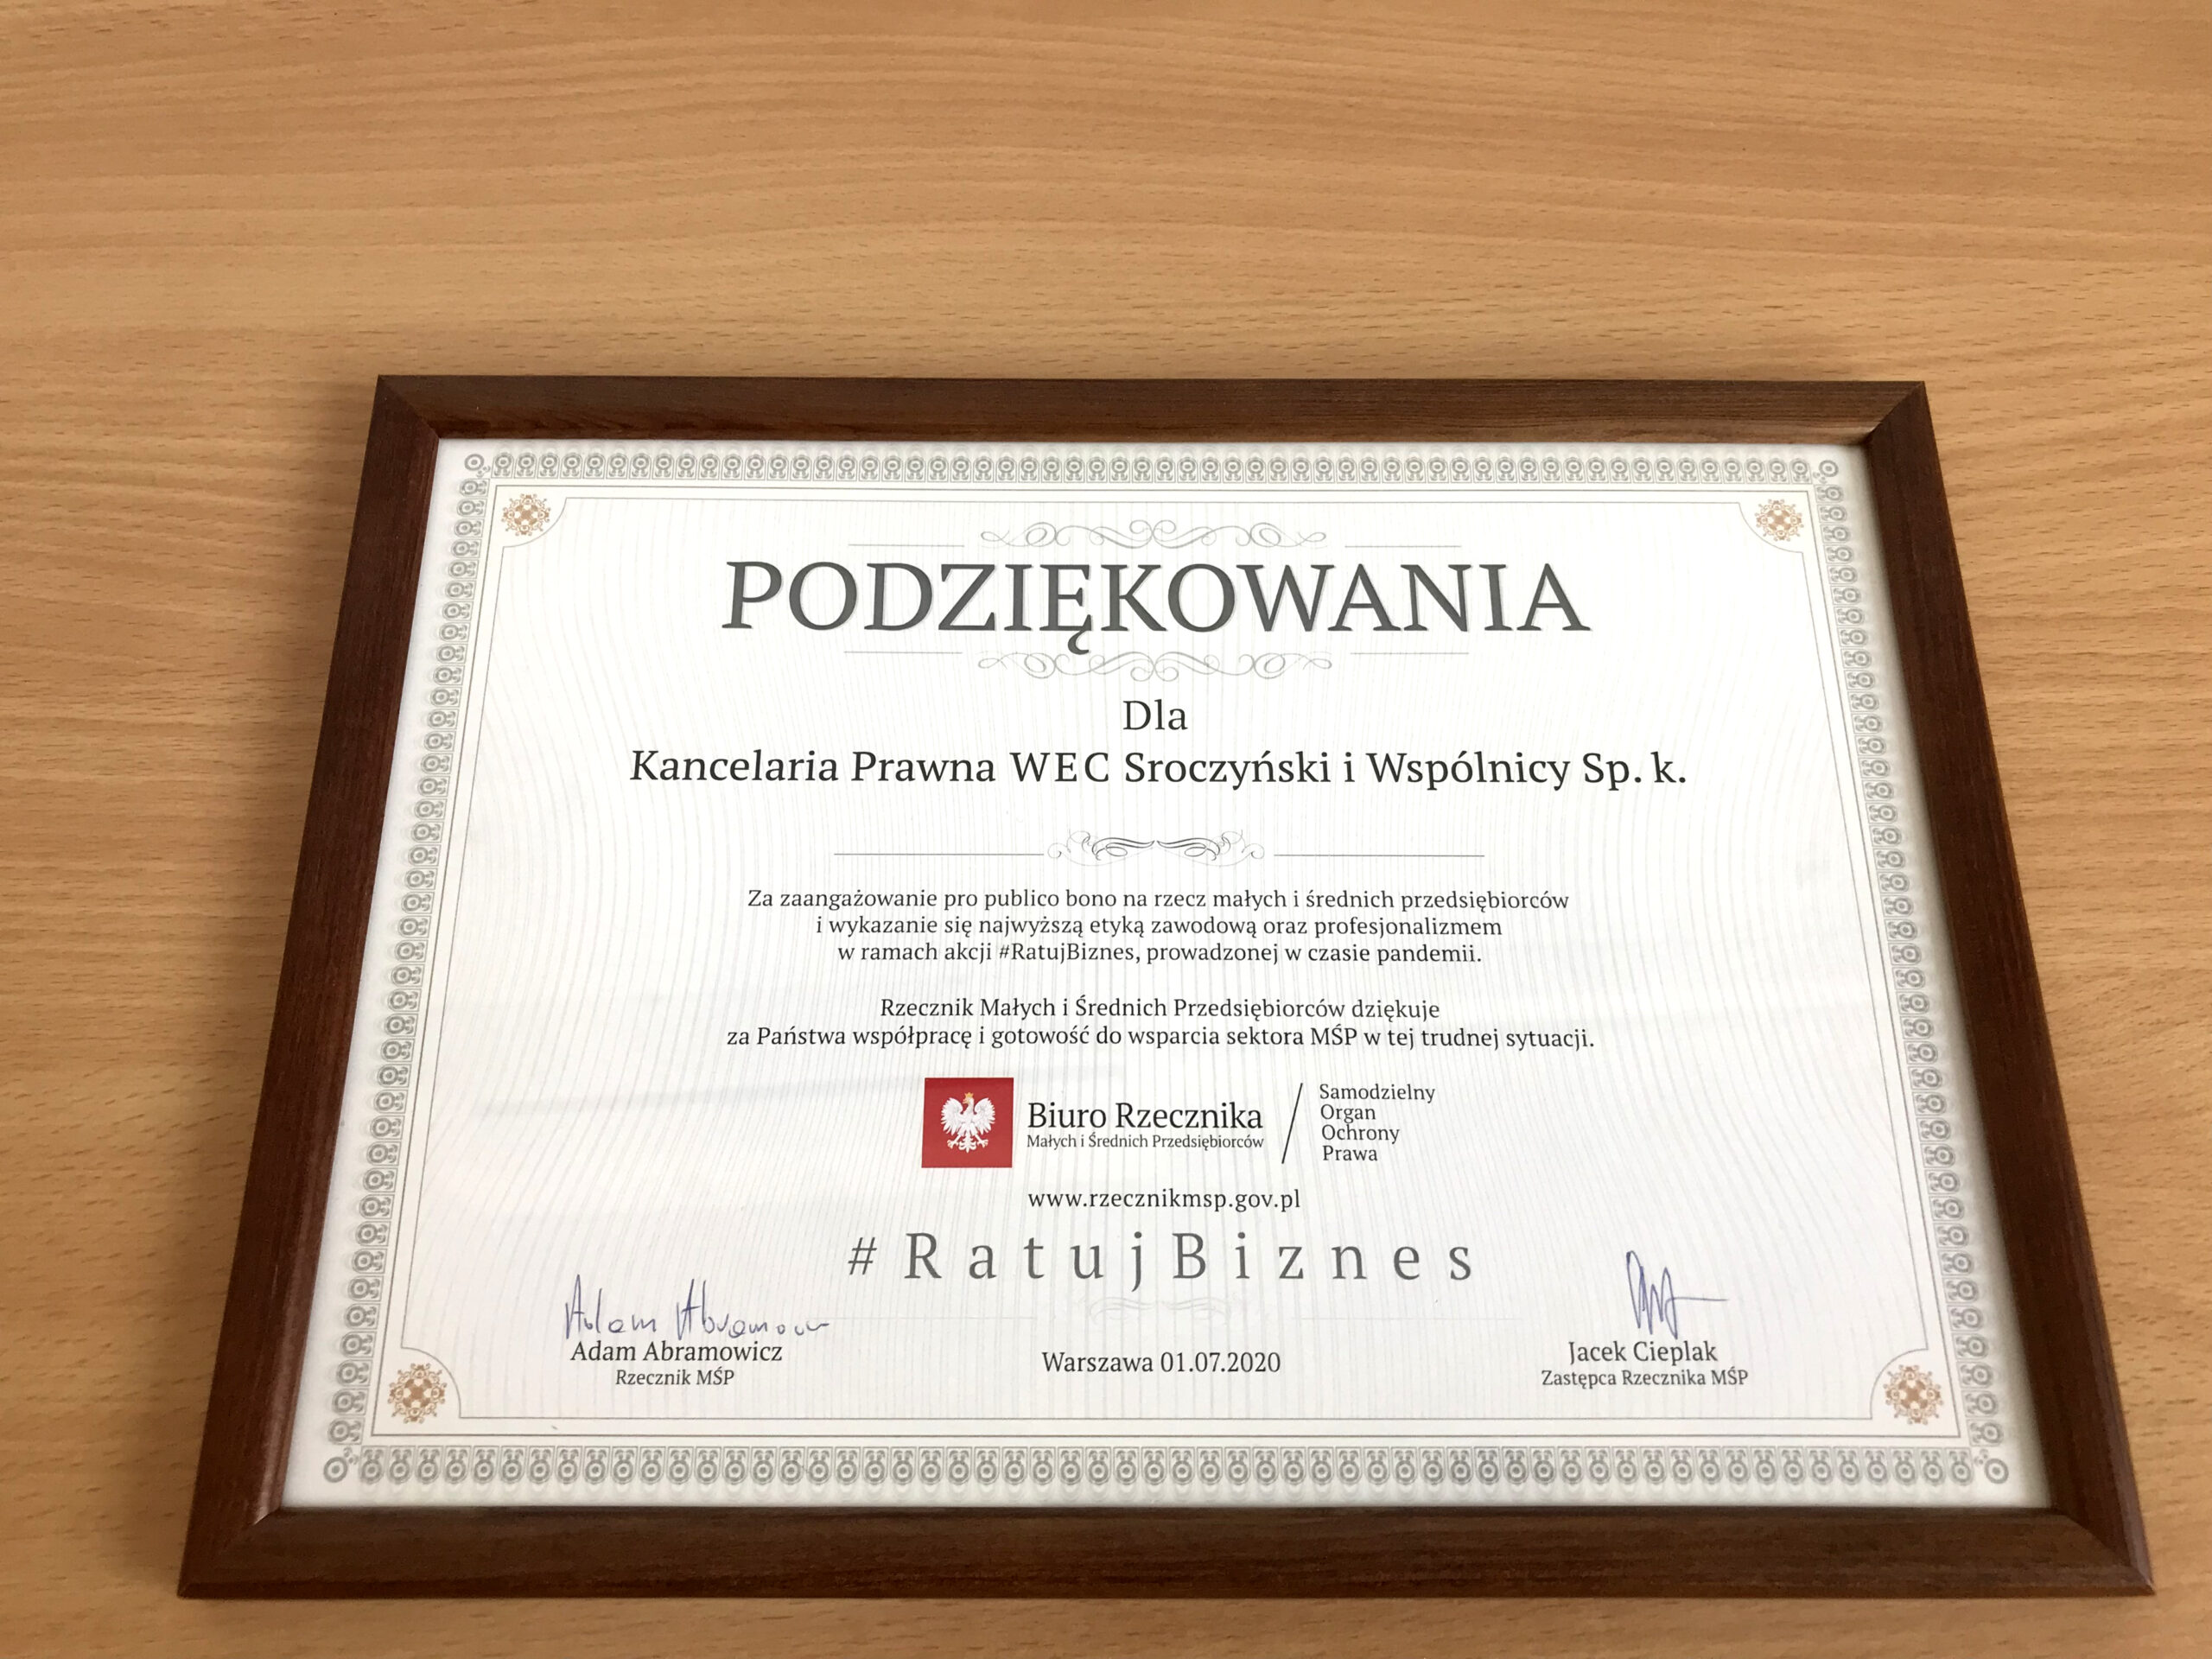 PODZIĘKOWANIA
Dla
Kancelaria Prawna WEC Sroczyński i Wspólnicy Sp. k.
Za zaangażowanie pro publico bono na rzecz małych i średnich przedsiębiorców
i wykazanie się najwyższą etyką zawodową oraz profesjonalizmem
w ramach akcji #RatujBiznes, prowadzonej w czasie pandemii.
Rzecznik Małych i Średnich Przedsiębiorców dziękuje
za Państwa współpracę i gotowość do wsparcia sektora MŚP w tej trudnej sytuacji.
Biuro Rzecznika
Małych i Średnich Przedsiębiorców
Samodzielny
Organ
Ochrony
Prawa
www.rzecznikmsp.gov.pl
#RatujBiznes
Adam Abramowicz
Rzecznik MŚP
Warszawa 01.07.2020
Jacek Cieplak
Zastępca Rzecznika MŚP